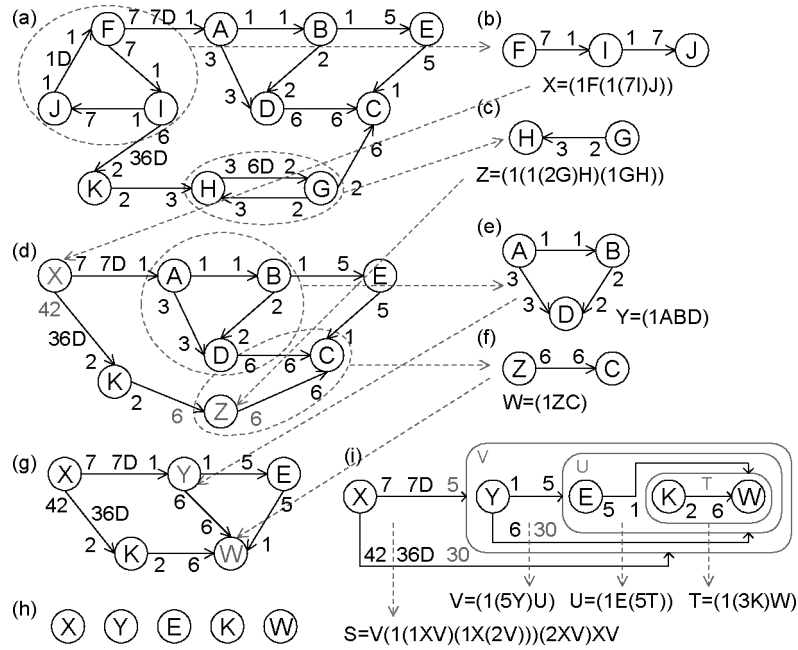 (a)
F 7 7D 1 A 1 1 B 1 5 E
1 7 3 2 5
1D
1 1 3 2 1
J 7 1 I D 6 6 C
6 6
36D
2
K 2 3 H 3 6D 2 G 2
3 2
(b)
F 7 1 I 1 7 J
X=(1F(1(7I)J))
(c)
H 3 2 G
Z=(1(1(2G)H)(1GH))
(d)
X 7 7D 1 A 1 1 B 1 5 E
42 3 2 5
36D
2 3 2 1
K 2 D 6 6 C
6 Z 6 6
(e)
A 1 1 B
3 2
3 D 2
Y=(1ABD)
(f)
Z 6 6 C
W=(1ZC)
(g)
X 7 7D 1 Y 1 5 E
42 6 5
36D
2 K 2 6 6 W 1
(h)
X Y E K W
(i)
V
U
T
X 7 7D 5 Y 1 5 E 5 1 K 2 6 W
6 30
42 36D 30
V=(1(5Y)U) U=(1E(5T)) T=(1(3K)W)
S=V(1(1XV)(1X(2V)))(2XV)XV